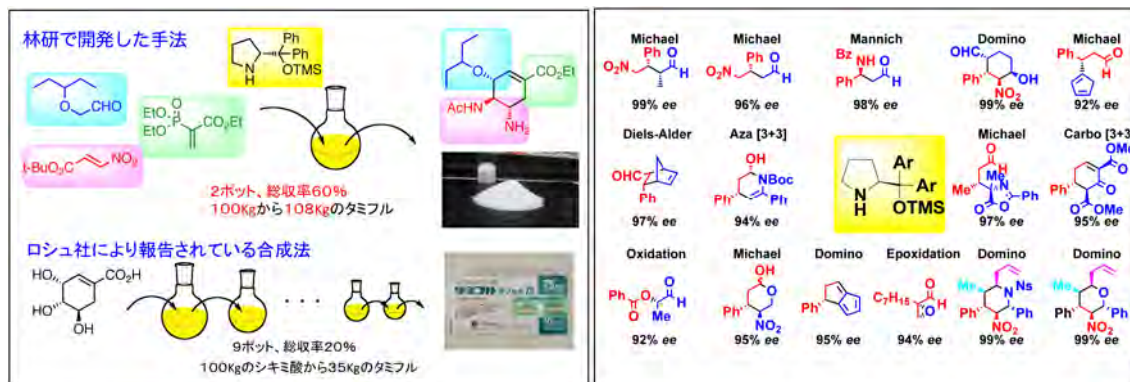 林研で開発した手法
Ph
Ph
N
H
OTMS
O
CHO
EtO
O
EtO
P
CO₂Et
t-BuO₂C
NO₂
O
CO₂Et
AcHN
NH₂
2ポット、総収率60%
100Kgから108Kgのタミフル
ロシュ社により報告されている合成法
HO
CO₂H
HO
OH
・・・
9ポット、総収率20%
100Kgのシキミ酸から35Kgのタミフル
Michael
Michael
Mannich
Domino
Michael
Ph
O
O₂N
H
Ph
O
O₂N
H
Bz
NH
O
Ph
H
OHC
Ph
OH
NO₂
Ph
O
H
99% ee
96% ee
98% ee
99% ee
92% ee
Diels-Alder
Aza [3+3]
Michael
Carbo [3+3]
OHC
Ph
OH
NBoc
Ph
Ph
Ar
Ar
N
H
OTMS
O
H
Me
Me
N
O
O
CO₂Me
Ph
CO₂Me
O
Ph
CO₂Me
97% ee
94% ee
97% ee
95% ee
Oxidation
Michael
Domino
Epoxidation
Domino
Domino
Ph
O
O
O
H
Me
OH
O
Ph
NO₂
Ph
C₇H₁₅
O
H
O
Me
Ns
N
Ph
Ph
NO₂
Me
O
Ph
Ph
NO₂
92% ee
95% ee
95% ee
94% ee
99% ee
99% ee